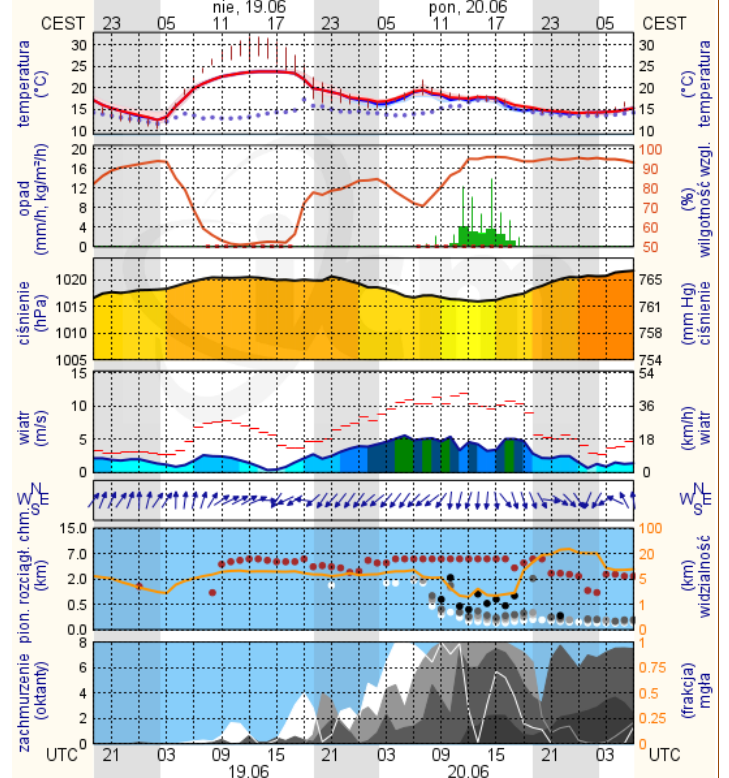 nie, 19.06 pon, 20.06
CEST 23 05 11 17 23 05 11 17 23 05 CEST
temperatura
(°C)
30 30
25 25
20 20
15 15
10 10
temperatura
(°C)
opad
(mm/h, kg/m²/h)
20 100
16 90
12 80
8 70
4 60
0 50
wilgotność wzgl.
(%)
ciśnienie
(hPa)
1020 765
1015 761
1010 758
1005 754
(mm Hg)
ciśnienie
wiatr
(m/s)
15 54
10 36
5 18
0 0
(km/h)
wiatr
N
W E
S
N
W E
S
pion. rozciągł. chm.
(km)
15.0 100
7.0 20
2.0 5
0.5 1
0.0 0
(km)
widzialność
zachmurzenie
(oktanty)
8 1
6 0.75
4 0.5
2 0.25
0 0
(frakcja)
mgła
UTC 21 03 09 15 21 03 09 15 21 03 UTC
19.06 20.06